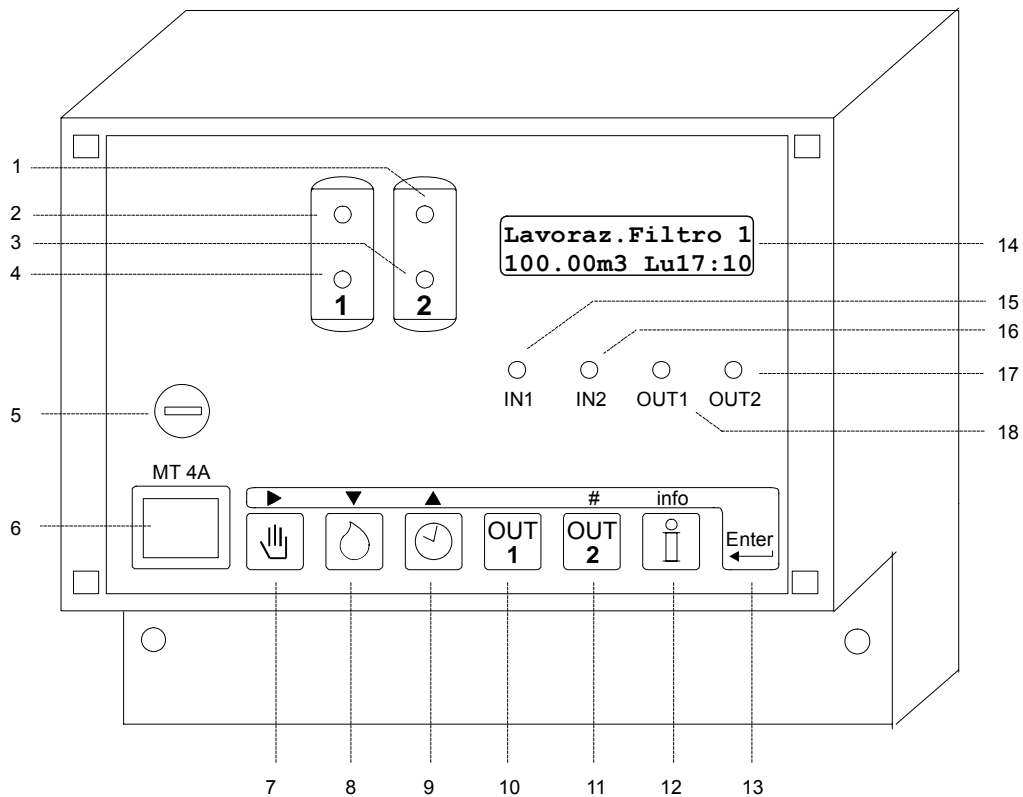 1
2
3
4
1 2
Lavoraz.Filtro 1
100.00m3 Lu17:10
14
15
16
17
18
IN1 IN2 OUT1 OUT2
5
MT 4A
6
# info
OUT 1
OUT 2
Enter
7 8 9 10 11 12 13